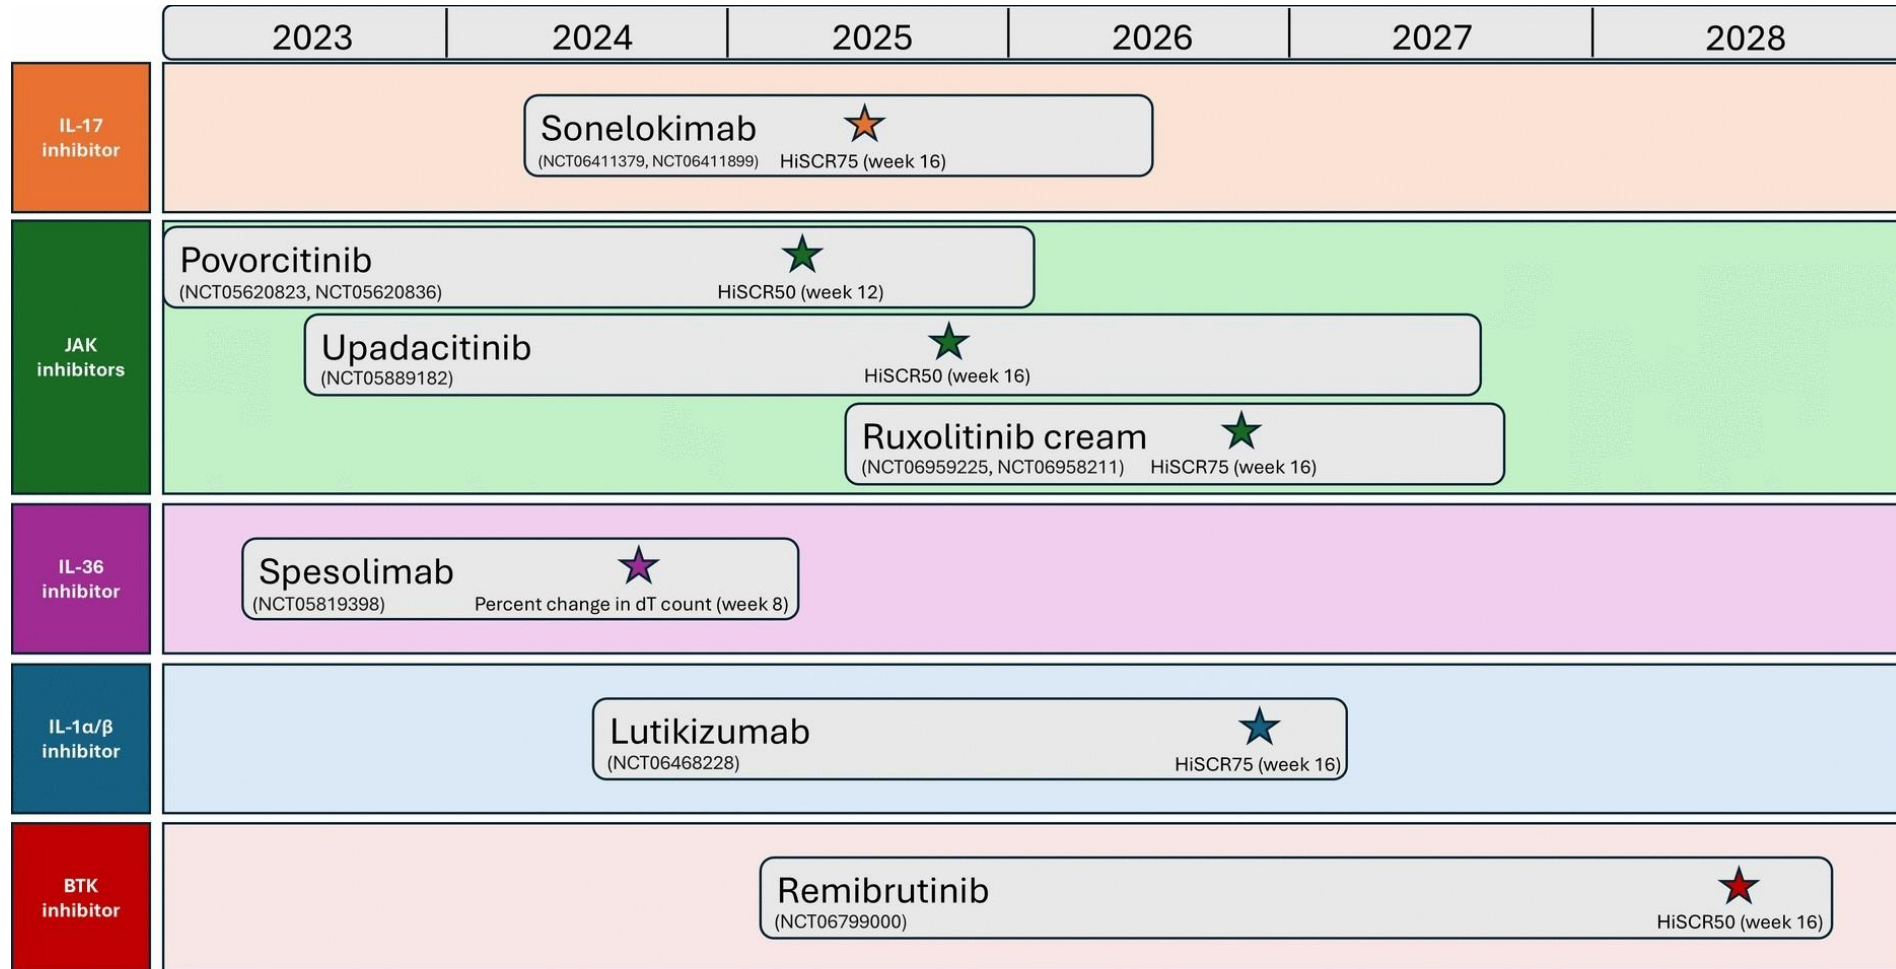 2023 2024 2025 2026 2027 2028
IL-17
inhibitor
Sonelokimab
(NCT06411379, NCT06411899) HiSCR75 (week 16)
JAK
inhibitors
Povorcitinib
(NCT05620823, NCT05620836) HiSCR50 (week 12)
Upadacitinib
(NCT05889182) HiSCR50 (week 16)
Ruxolitinib cream
(NCT06959225, NCT06958211) HiSCR75 (week 16)
IL-36
inhibitor
Spesolimab
(NCT05819398) Percent change in dT count (week 8)
IL-1α/β
inhibitor
Lutikizumab
(NCT06468228) HiSCR75 (week 16)
BTK
inhibitor
Remibrutinib
(NCT06799000) HiSCR50 (week 16)